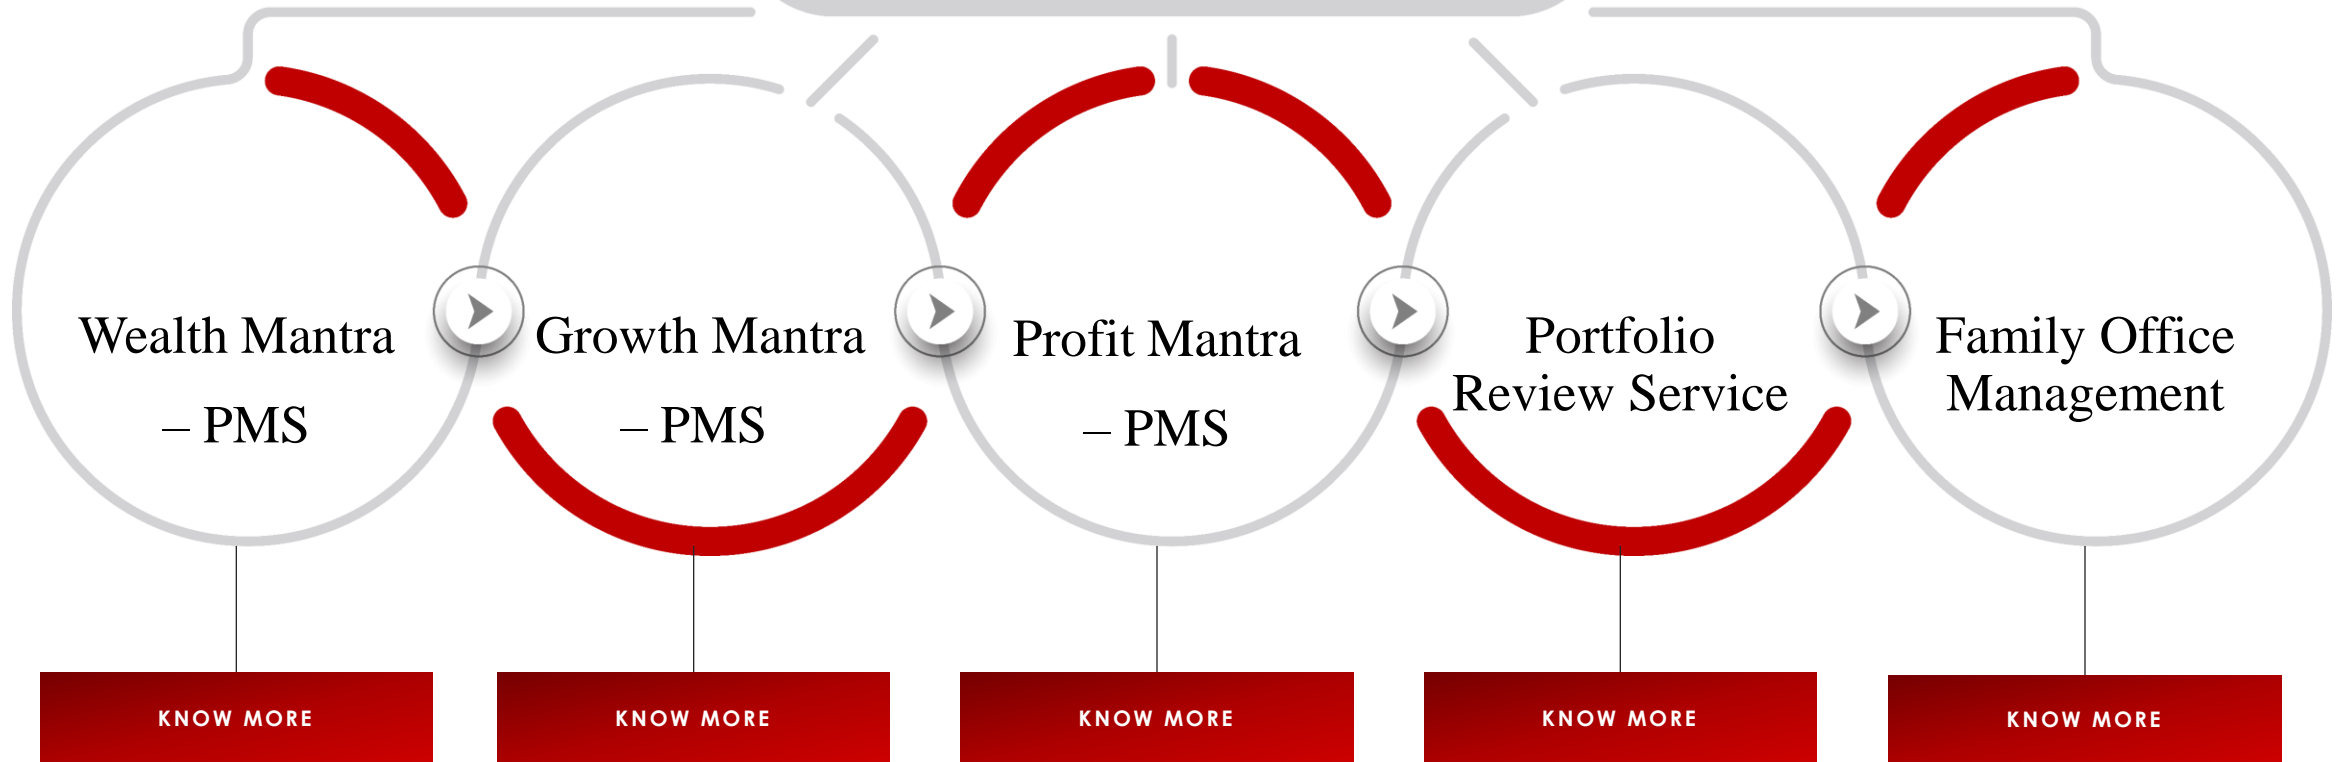 Wealth Mantra
– PMS
Growth Mantra
– PMS
Profit Mantra
– PMS
Portfolio
Review Service
Family Office
Management
KNOW MORE
KNOW MORE
KNOW MORE
KNOW MORE
KNOW MORE